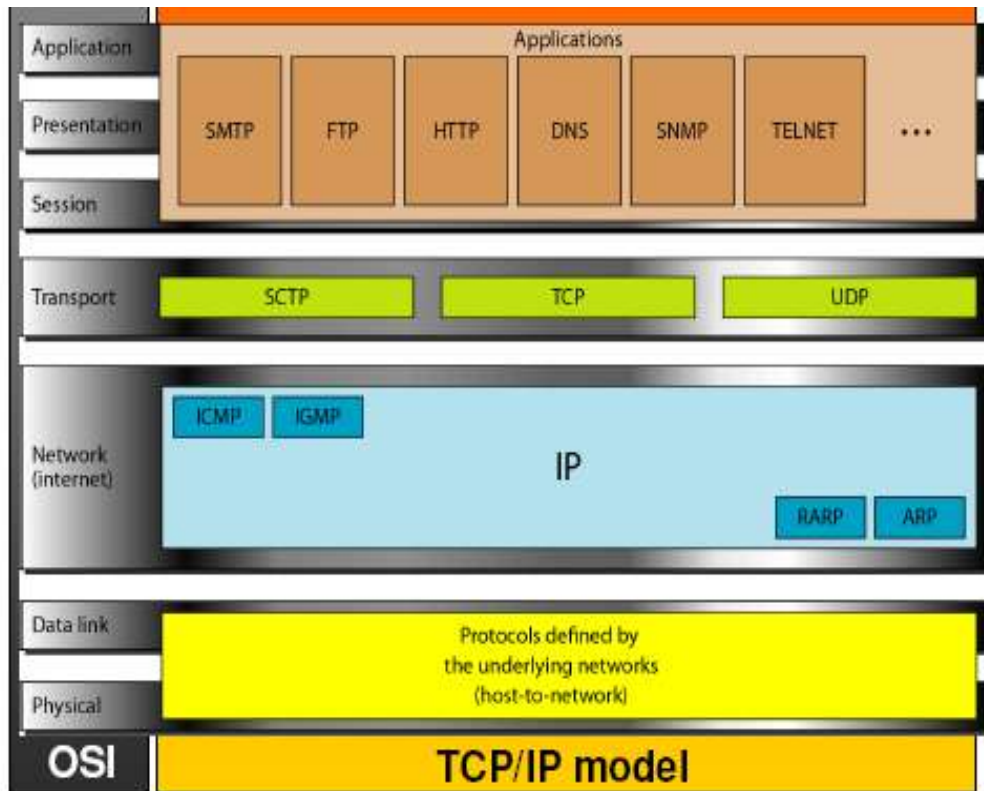 Application
Applications
Presentation
SMTP
FTP
HTTP
DNS
SNMP
TELNET
...
Session
Transport
SCTP
TCP
UDP
Network
(internet)
ICMP
IGMP
IP
RARP
ARP
Data link
Physical
Protocols defined by
the underlying networks
(host-to-network)
OSI
TCP/IP model